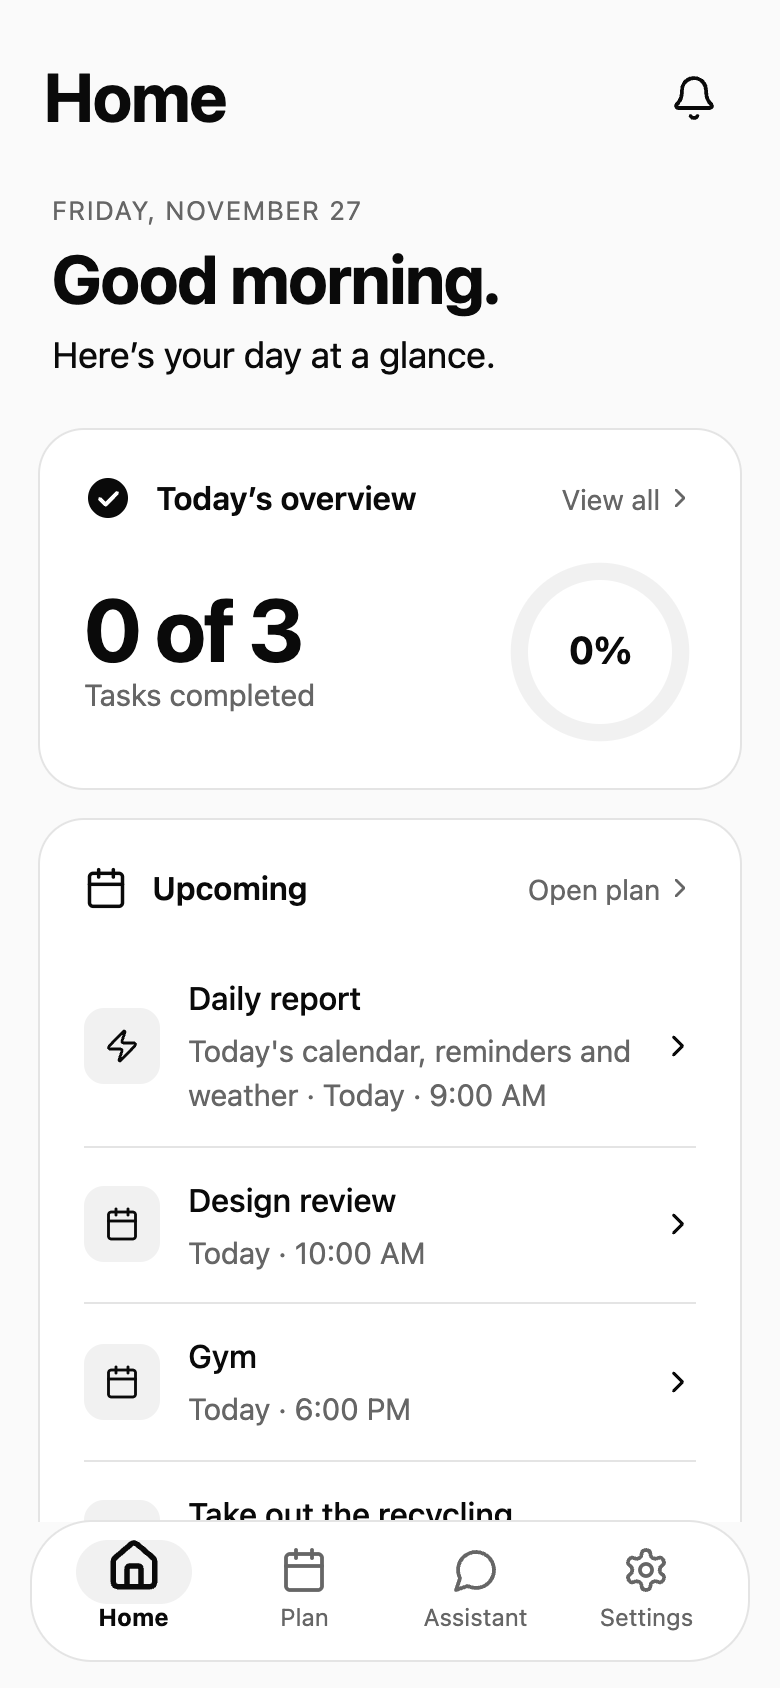 Home
FRIDAY, NOVEMBER 27
Good morning.
Here’s your day at a glance.
Today’s overview
View all
0 of 3
Tasks completed
0%
Upcoming
Open plan
Daily report
Today's calendar, reminders and
weather · Today · 9:00 AM
Design review
Today · 10:00 AM
Gym
Today · 6:00 PM
Take out the recycling
Home
Plan
Assistant
Settings